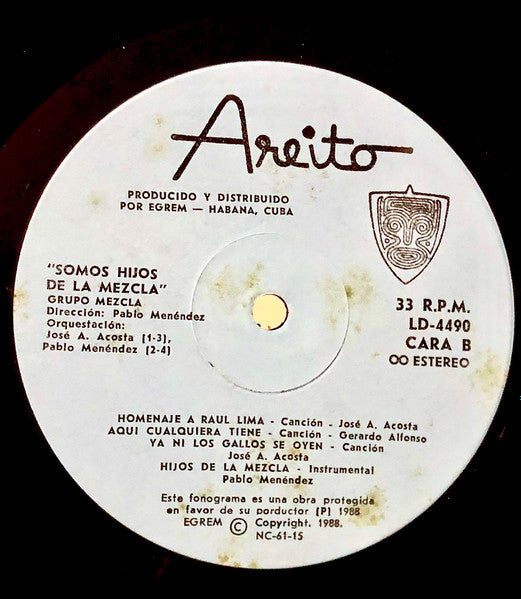 Areito
PRODUCIDO Y DISTRIBUIDO
POR EGREM — HABANA, CUBA
"SOMOS HIJOS
DE LA MEZCLA"
GRUPO MEZCLA
Dirección: Pablo Menéndez
Orquestación:
José A. Acosta (1-3),
Pablo Menéndez (2-4)
33 R.P.M.
LD-4490
CARA B
OO ESTEREO
HOMENAJE A RAUL LIMA - Canción - José A. Acosta
AQUI CUALQUIERA TIENE - Canción - Gerardo Alfonso
YA NI LOS GALLOS SE OYEN - Canción
José A. Acosta
HIJOS DE LA MEZCLA - Instrumental
Pablo Menéndez
Este fonograma es una obra protegida
en favor de su porductor (P) 1988
EGREM © Copyright. 1988.
NC-61-15